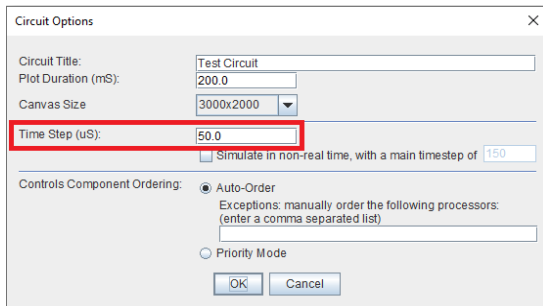 Circuit Options
Circuit Title: Test Circuit
Plot Duration (mS): 200.0
Canvas Size 3000x2000
Time Step (uS): 50.0
Simulate in non-real time, with a main timestep of 150
Controls Component Ordering: Auto-Order
Exceptions: manually order the following processors:
(enter a comma separated list)
Priority Mode
OK Cancel